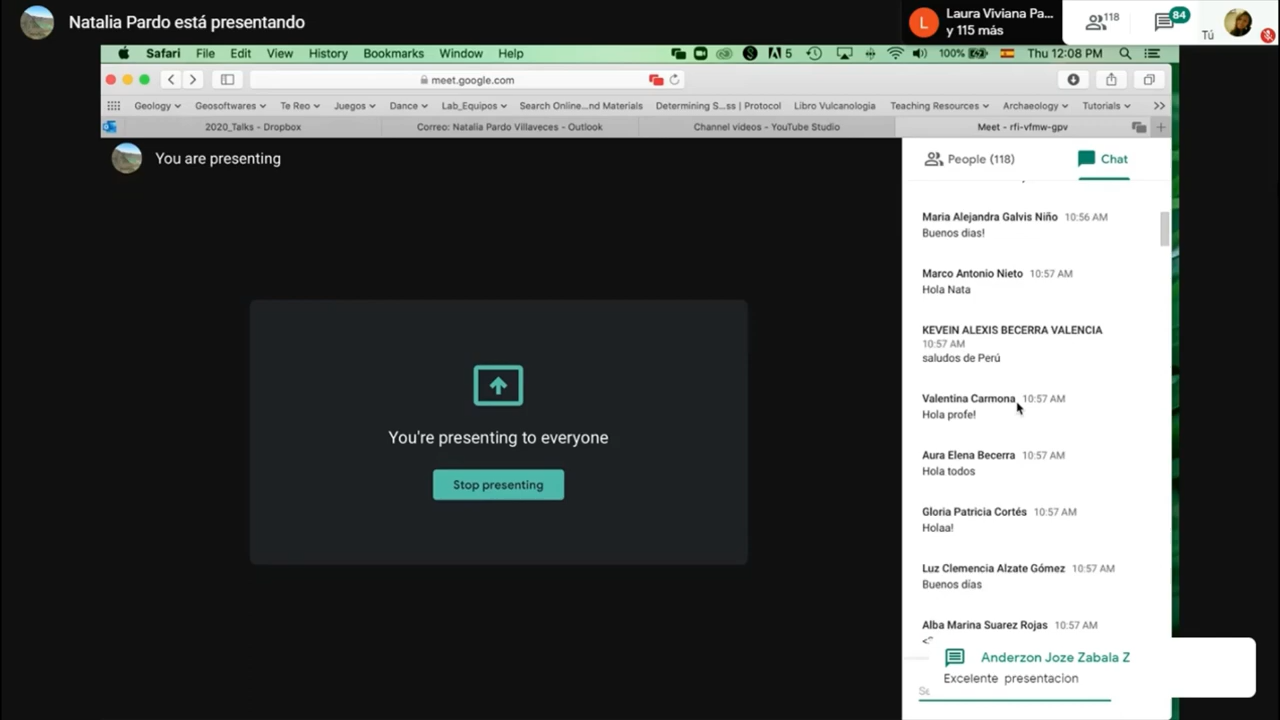 Natalia Pardo está presentando
Laura Viviana Pa...
y 115 más
L
118
84
Tú
Safari File Edit View History Bookmarks Window Help
5
100%
Thu 12:08 PM
meet.google.com
Geology Geosoftwares Te Reo Juegos Dance Lab_Equipos Search Online...nd Materials Determining S...ss | Protocol Libro Vulcanologia Teaching Resources Archaeology Tutorials
2020_Talks - Dropbox
Correo: Natalia Pardo Villaveces - Outlook
Channel videos - YouTube Studio
Meet - rfi-vfmw-gpv
You are presenting
You're presenting to everyone
Stop presenting
People (118)
Chat
Maria Alejandra Galvis Niño 10:56 AM
Buenos dias!
Marco Antonio Nieto 10:57 AM
Hola Nata
KEVEIN ALEXIS BECERRA VALENCIA
10:57 AM
saludos de Perú
Valentina Carmona 10:57 AM
Hola profe!
Aura Elena Becerra 10:57 AM
Hola todos
Gloria Patricia Cortés 10:57 AM
Holaa!
Luz Clemencia Alzate Gómez 10:57 AM
Buenos días
Alba Marina Suarez Rojas 10:57 AM
Anderzon Joze Zabala Z
Excelente presentacion